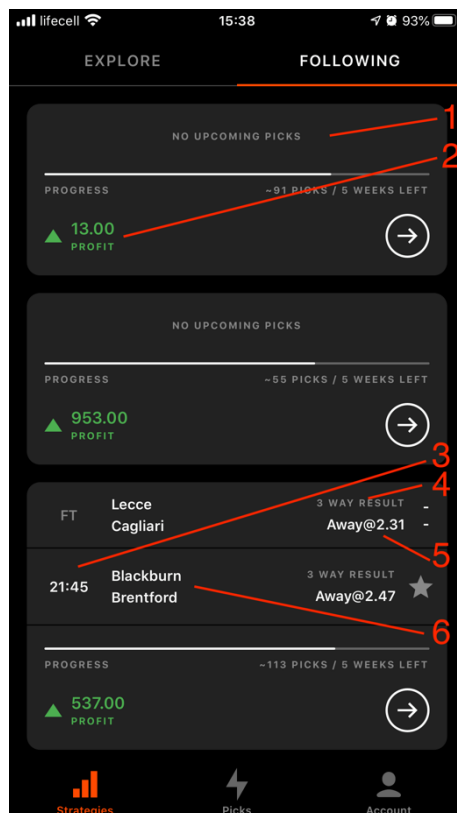 lifecell 15:38 93%
EXPLORE FOLLOWING
NO UPCOMING PICKS 1
2
PROGRESS ~91 PICKS / 5 WEEKS LEFT
13.00
PROFIT
NO UPCOMING PICKS
PROGRESS ~55 PICKS / 5 WEEKS LEFT
953.00
PROFIT
3
4
FT Lecce 3 WAY RESULT -
Cagliari Away@2.31 -
5
21:45 Blackburn 3 WAY RESULT
Brentford Away@2.47
6
PROGRESS ~113 PICKS / 5 WEEKS LEFT
537.00
PROFIT
Strategies Picks Account